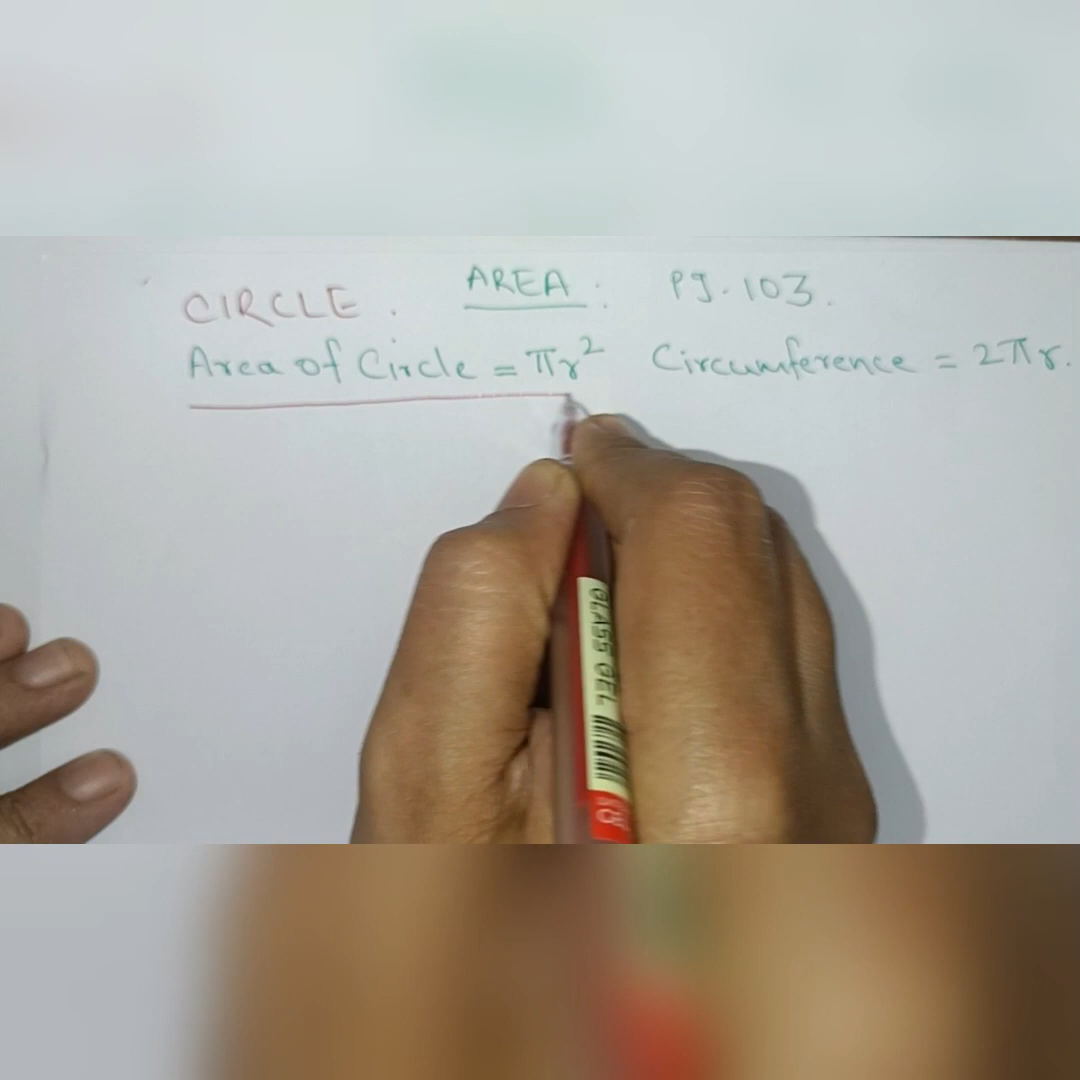 CIRCLE. AREA: Pg. 103.
Area of Circle = πr² Circumference = 2πr.
GLASS GEL